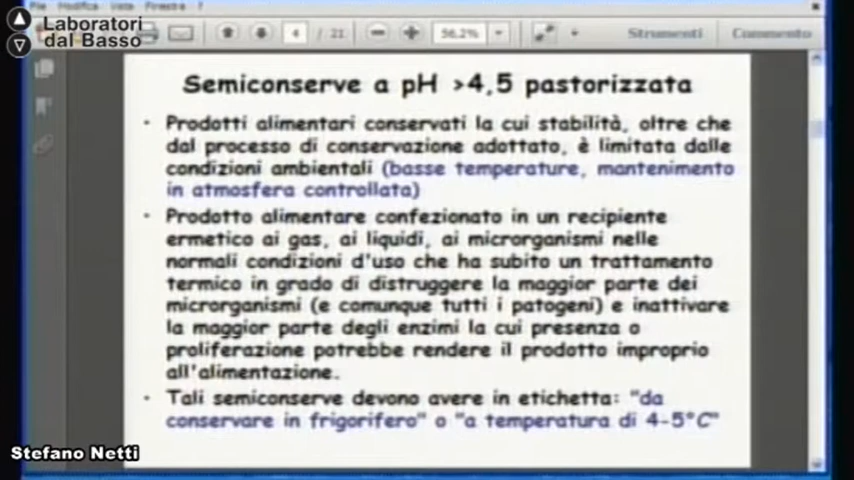 File Modifica Vista Finestra ?
Laboratori
dal Basso
4 / 21 56,2% Strumenti Commento
Semiconserve a pH >4,5 pastorizzata
• Prodotti alimentari conservati la cui stabilità, oltre che
dal processo di conservazione adottato, è limitata dalle
condizioni ambientali (basse temperature, mantenimento
in atmosfera controllata)
• Prodotto alimentare confezionato in un recipiente
ermetico ai gas, ai liquidi, ai microrganismi nelle
normali condizioni d'uso che ha subito un trattamento
termico in grado di distruggere la maggior parte dei
microrganismi (e comunque tutti i patogeni) e inattivare
la maggior parte degli enzimi la cui presenza o
proliferazione potrebbe rendere il prodotto improprio
all'alimentazione.
• Tali semiconserve devono avere in etichetta: "da
conservare in frigorifero" o "a temperatura di 4-5°C"
Stefano Netti